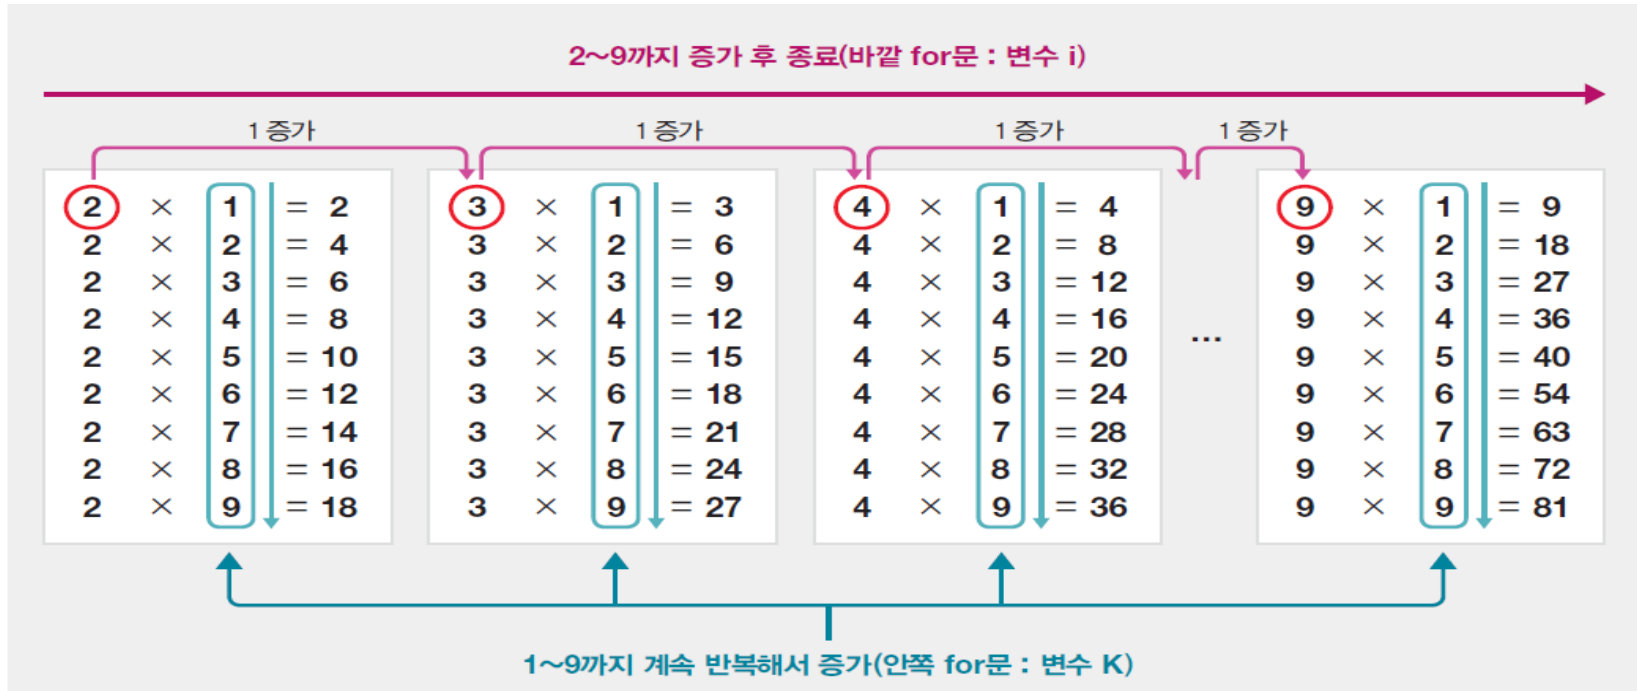 2~9까지 증가 후 종료(바깥 for문 : 변수 i)
1 증가 1 증가 1 증가 1 증가
2 × 1 = 2
2 × 2 = 4
2 × 3 = 6
2 × 4 = 8
2 × 5 = 10
2 × 6 = 12
2 × 7 = 14
2 × 8 = 16
2 × 9 = 18
3 × 1 = 3
3 × 2 = 6
3 × 3 = 9
3 × 4 = 12
3 × 5 = 15
3 × 6 = 18
3 × 7 = 21
3 × 8 = 24
3 × 9 = 27
4 × 1 = 4
4 × 2 = 8
4 × 3 = 12
4 × 4 = 16
4 × 5 = 20
4 × 6 = 24
4 × 7 = 28
4 × 8 = 32
4 × 9 = 36
...
9 × 1 = 9
9 × 2 = 18
9 × 3 = 27
9 × 4 = 36
9 × 5 = 40
9 × 6 = 54
9 × 7 = 63
9 × 8 = 72
9 × 9 = 81
1~9까지 계속 반복해서 증가(안쪽 for문 : 변수 K)